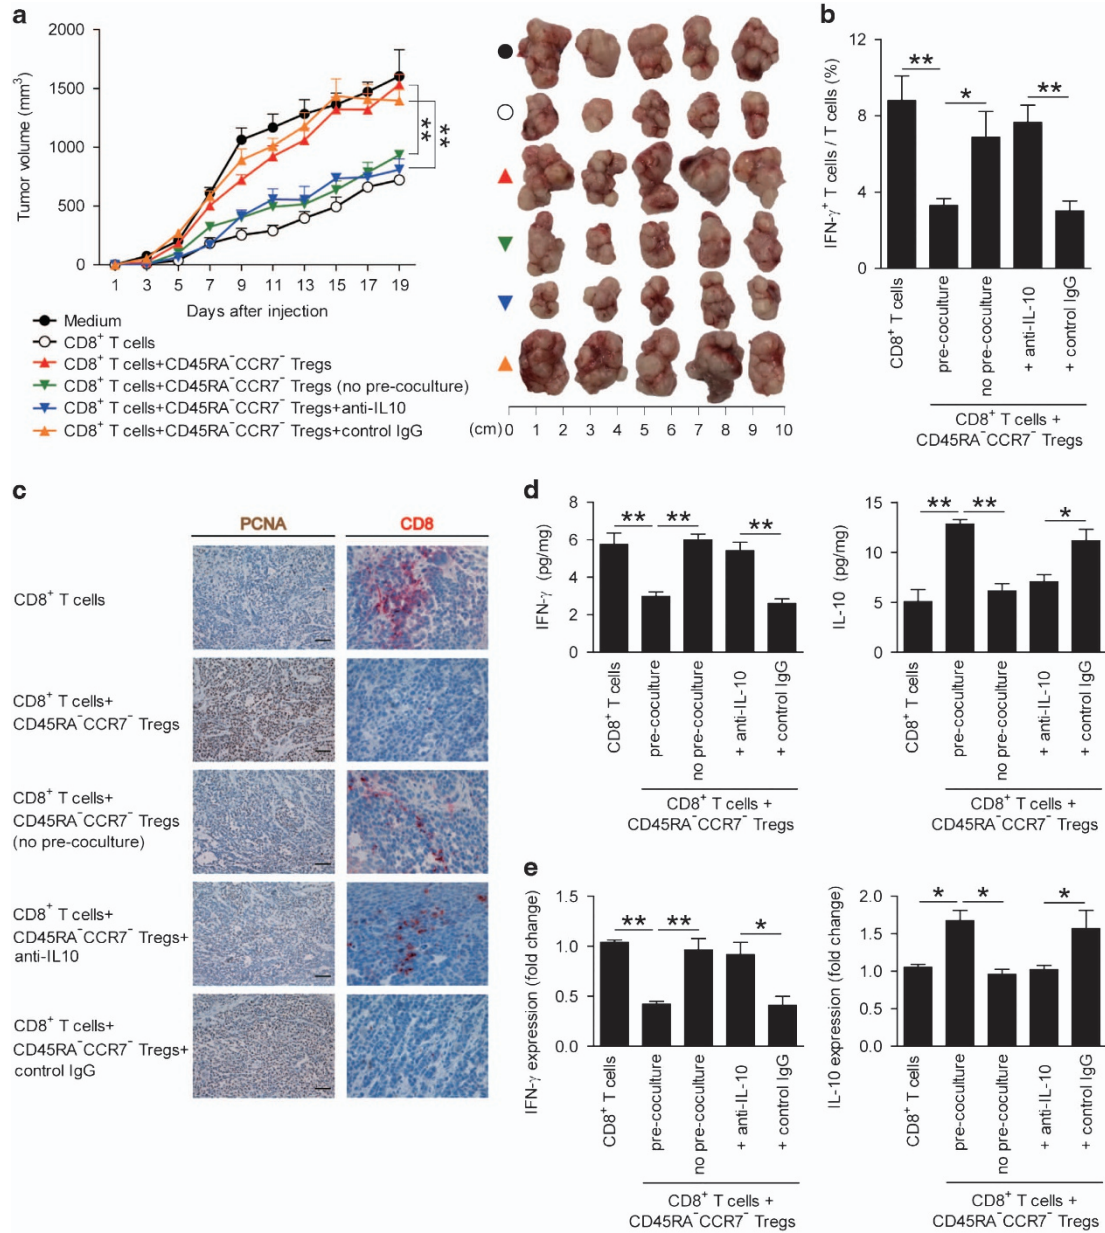 a
2000
1500
1000
500
0
Tumor volume (mm³)
1 3 5 7 9 11 13 15 17 19
Days after injection
**
**
Medium
CD8⁺ T cells
CD8⁺ T cells+CD45RA⁻CCR7⁻ Tregs
CD8⁺ T cells+CD45RA⁻CCR7⁻ Tregs (no pre-coculture)
CD8⁺ T cells+CD45RA⁻CCR7⁻ Tregs+anti-IL10
CD8⁺ T cells+CD45RA⁻CCR7⁻ Tregs+control IgG
(cm) 0 1 2 3 4 5 6 7 8 9 10
b
12
8
4
0
IFN-γ⁺ T cells / T cells (%)
** * **
CD8⁺ T cells
pre-coculture
no pre-coculture
+ anti-IL-10
+ control IgG
CD8⁺ T cells +
CD45RA⁻CCR7⁻ Tregs
c
PCNA CD8
CD8⁺ T cells
CD8⁺ T cells+
CD45RA⁻CCR7⁻ Tregs
CD8⁺ T cells+
CD45RA⁻CCR7⁻ Tregs
(no pre-coculture)
CD8⁺ T cells+
CD45RA⁻CCR7⁻ Tregs+
anti-IL10
CD8⁺ T cells+
CD45RA⁻CCR7⁻ Tregs+
control IgG
d
8
6
4
2
0
IFN-γ (pg/mg)
** ** **
CD8⁺ T cells
pre-coculture
no pre-coculture
+ anti-IL-10
+ control IgG
CD8⁺ T cells +
CD45RA⁻CCR7⁻ Tregs
15
10
5
0
IL-10 (pg/mg)
** ** *
CD8⁺ T cells
pre-coculture
no pre-coculture
+ anti-IL-10
+ control IgG
CD8⁺ T cells +
CD45RA⁻CCR7⁻ Tregs
e
1.5
1.0
0.5
0.0
IFN-γ expression (fold change)
** ** *
CD8⁺ T cells
pre-coculture
no pre-coculture
+ anti-IL-10
+ control IgG
CD8⁺ T cells +
CD45RA⁻CCR7⁻ Tregs
2.0
1.5
1.0
0.5
0.0
IL-10 expression (fold change)
* * *
CD8⁺ T cells
pre-coculture
no pre-coculture
+ anti-IL-10
+ control IgG
CD8⁺ T cells +
CD45RA⁻CCR7⁻ Tregs